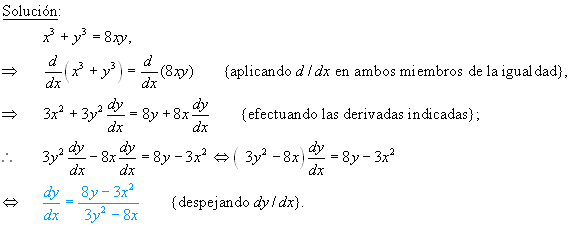 Solución:
x³ + y³ = 8xy,
⇒ d/dx (x³ + y³) = d/dx (8xy) {aplicando d / dx en ambos miembros de la igualdad},
⇒ 3x² + 3y² dy/dx = 8y + 8x dy/dx {efectuando las derivadas indicadas};
∴ 3y² dy/dx − 8x dy/dx = 8y − 3x² ⇔ ( 3y² − 8x) dy/dx = 8y − 3x²
⇔ dy/dx = (8y − 3x²)/(3y² − 8x) {despejando dy / dx}.